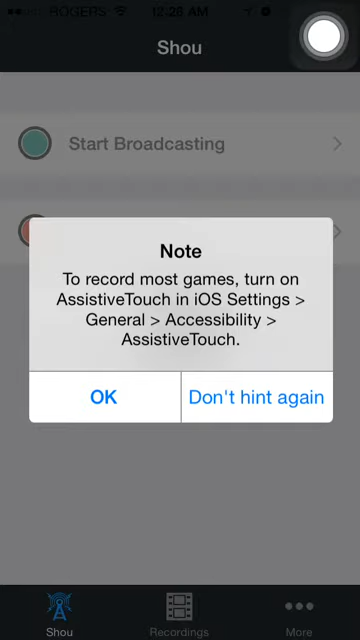 ROGERS 12:28 AM
Shou
Start Broadcasting
Note
To record most games, turn on
AssistiveTouch in iOS Settings >
General > Accessibility >
AssistiveTouch.
OK Don't hint again
Shou Recordings More